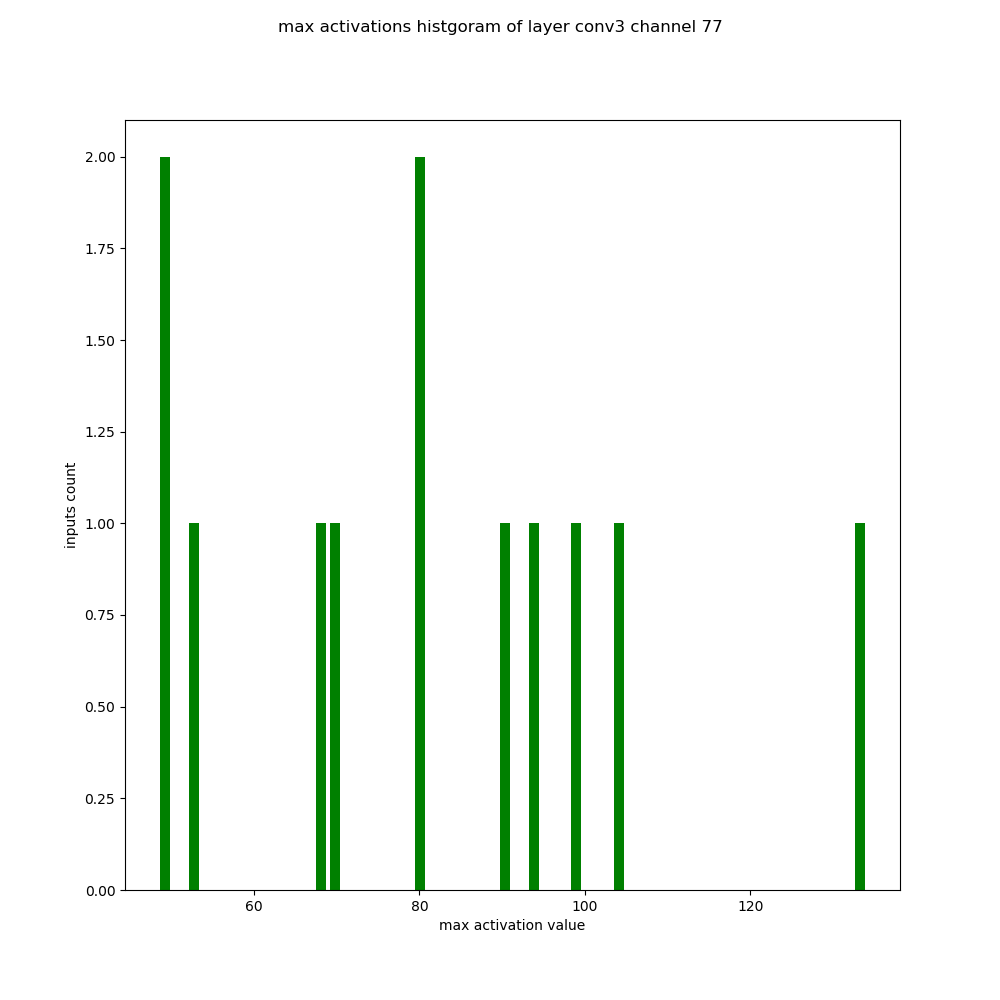 max activations histgoram of layer conv3 channel 77
2.00
1.75
1.50
1.25
1.00
0.75
0.50
0.25
0.00
inputs count
60 80 100 120
max activation value